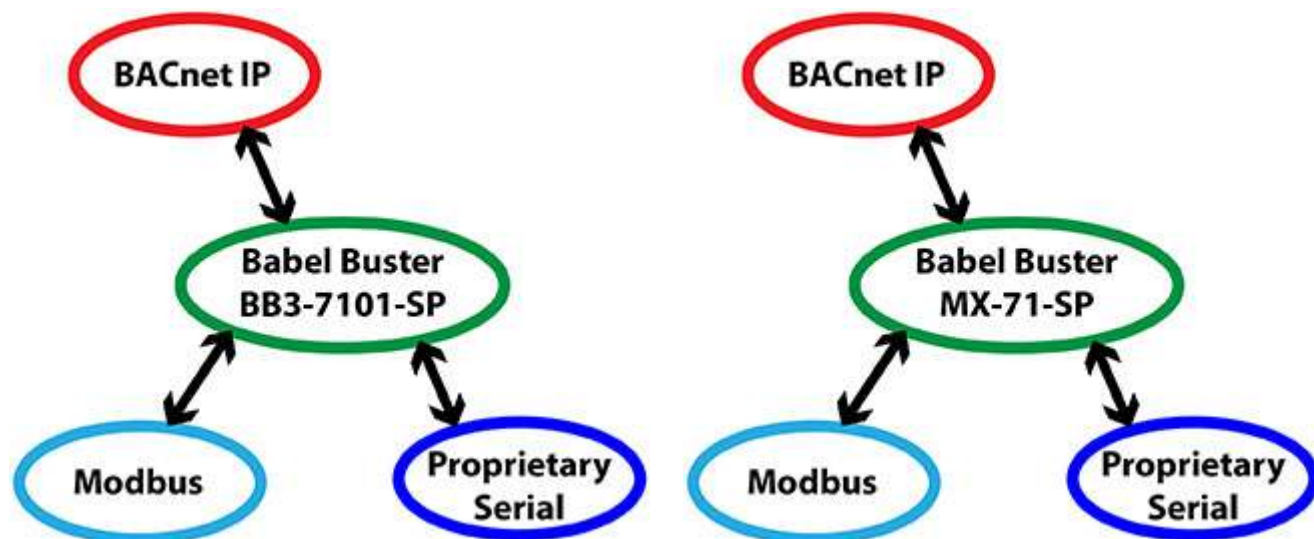 BACnet IP
Babel Buster
BB3-7101-SP
Modbus
Proprietary
Serial
BACnet IP
Babel Buster
MX-71-SP
Modbus
Proprietary
Serial